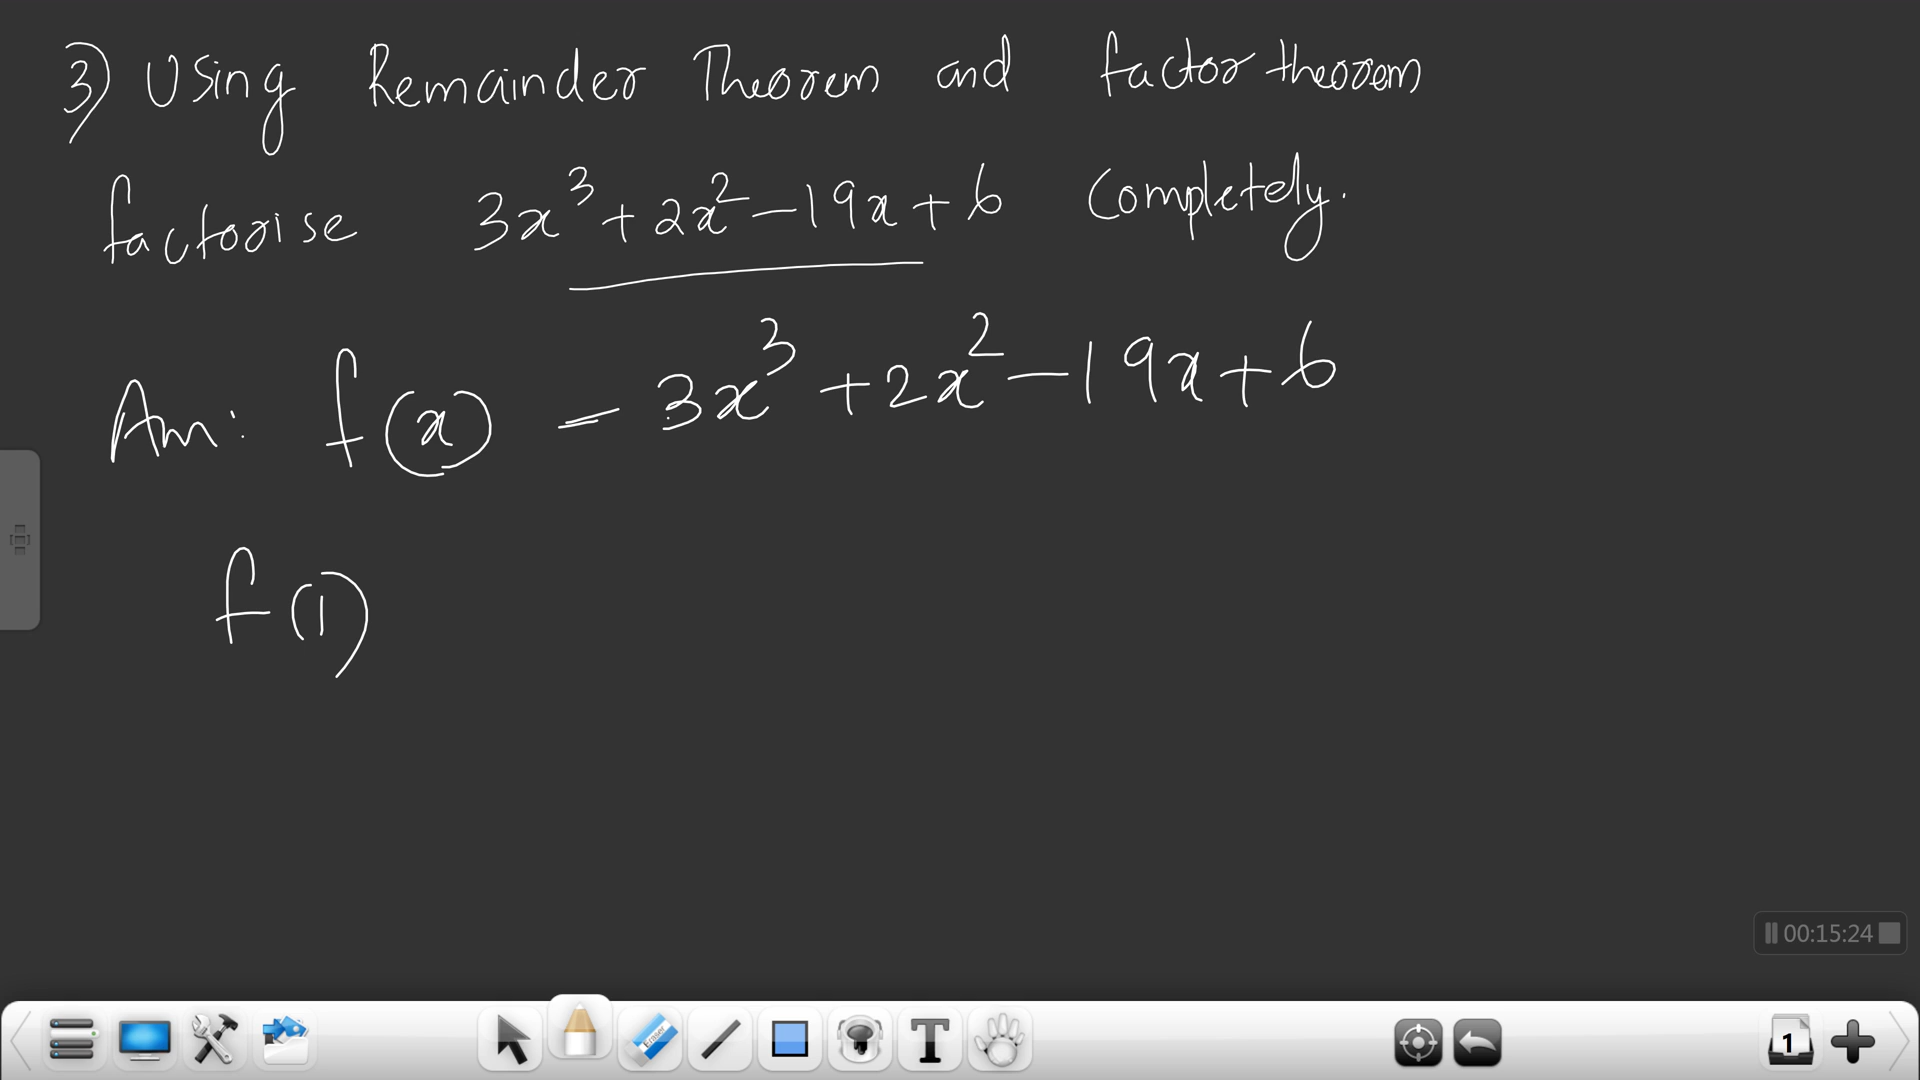 3) Using Remainder Theorem and factor theorem
factorise 3x³+2x²-19x+6 completely.
Ans: f(x) = 3x³+2x²-19x+6
f(1)
00:15:24
Eraser
T
1